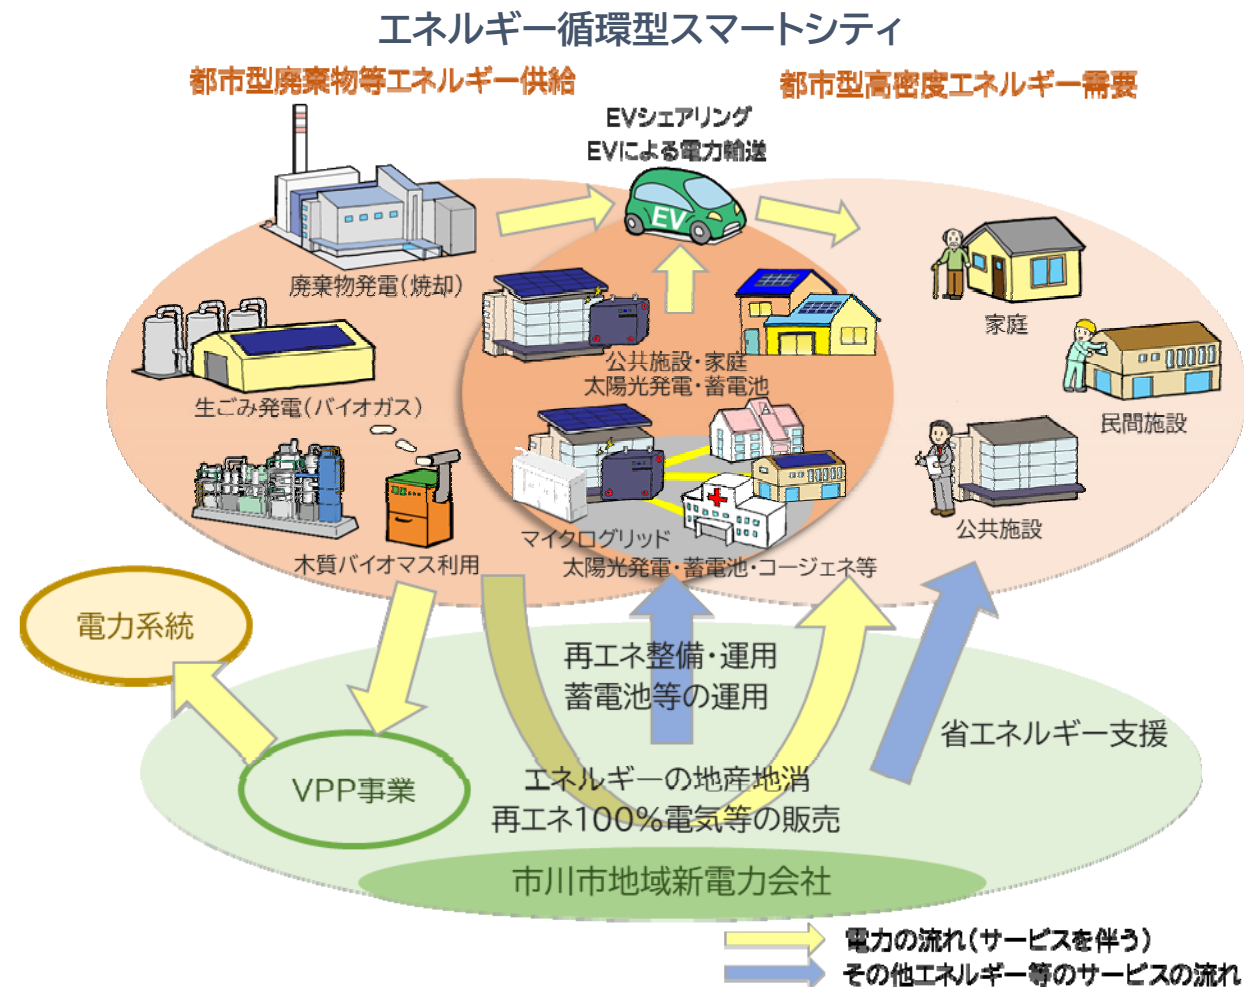 エネルギー循環型スマートシティ
都市型廃棄物等エネルギー供給
都市型高密度エネルギー需要
EVシェアリング
EVによる電力輸送
EV
廃棄物発電(焼却)
生ごみ発電(バイオガス)
木質バイオマス利用
公共施設・家庭
太陽光発電・蓄電池
マイクログリッド
太陽光発電・蓄電池・コージェネ等
家庭
民間施設
公共施設
電力系統
VPP事業
再エネ整備・運用
蓄電池等の運用
省エネルギー支援
エネルギーの地産地消
再エネ100%電気等の販売
市川市地域新電力会社
電力の流れ(サービスを伴う)
その他エネルギー等のサービスの流れ